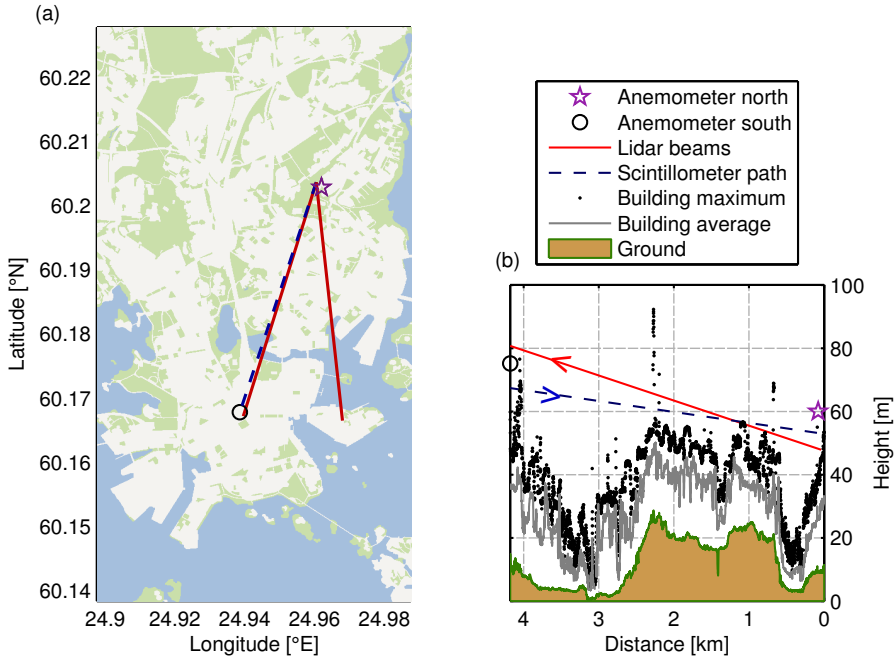 (a)
60.22
60.21
60.2
60.19
60.18
60.17
60.16
60.15
60.14
Latitude [°N]
24.9
24.92
24.94
24.96
24.98
Longitude [°E]
Anemometer north
Anemometer south
Lidar beams
Scintillometer path
Building maximum
Building average
Ground
(b)
100
80
60
40
20
0
Height [m]
4
3
2
1
0
Distance [km]